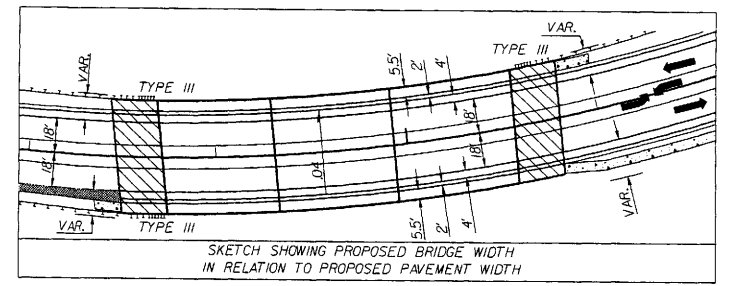 VAR.
TYPE III
5.5'
2'
4'
TYPE III
VAR.
18'
18'
40'
18'
18'
VAR.
TYPE III
5.5'
2'
4'
VAR.
SKETCH SHOWING PROPOSED BRIDGE WIDTH
IN RELATION TO PROPOSED PAVEMENT WIDTH